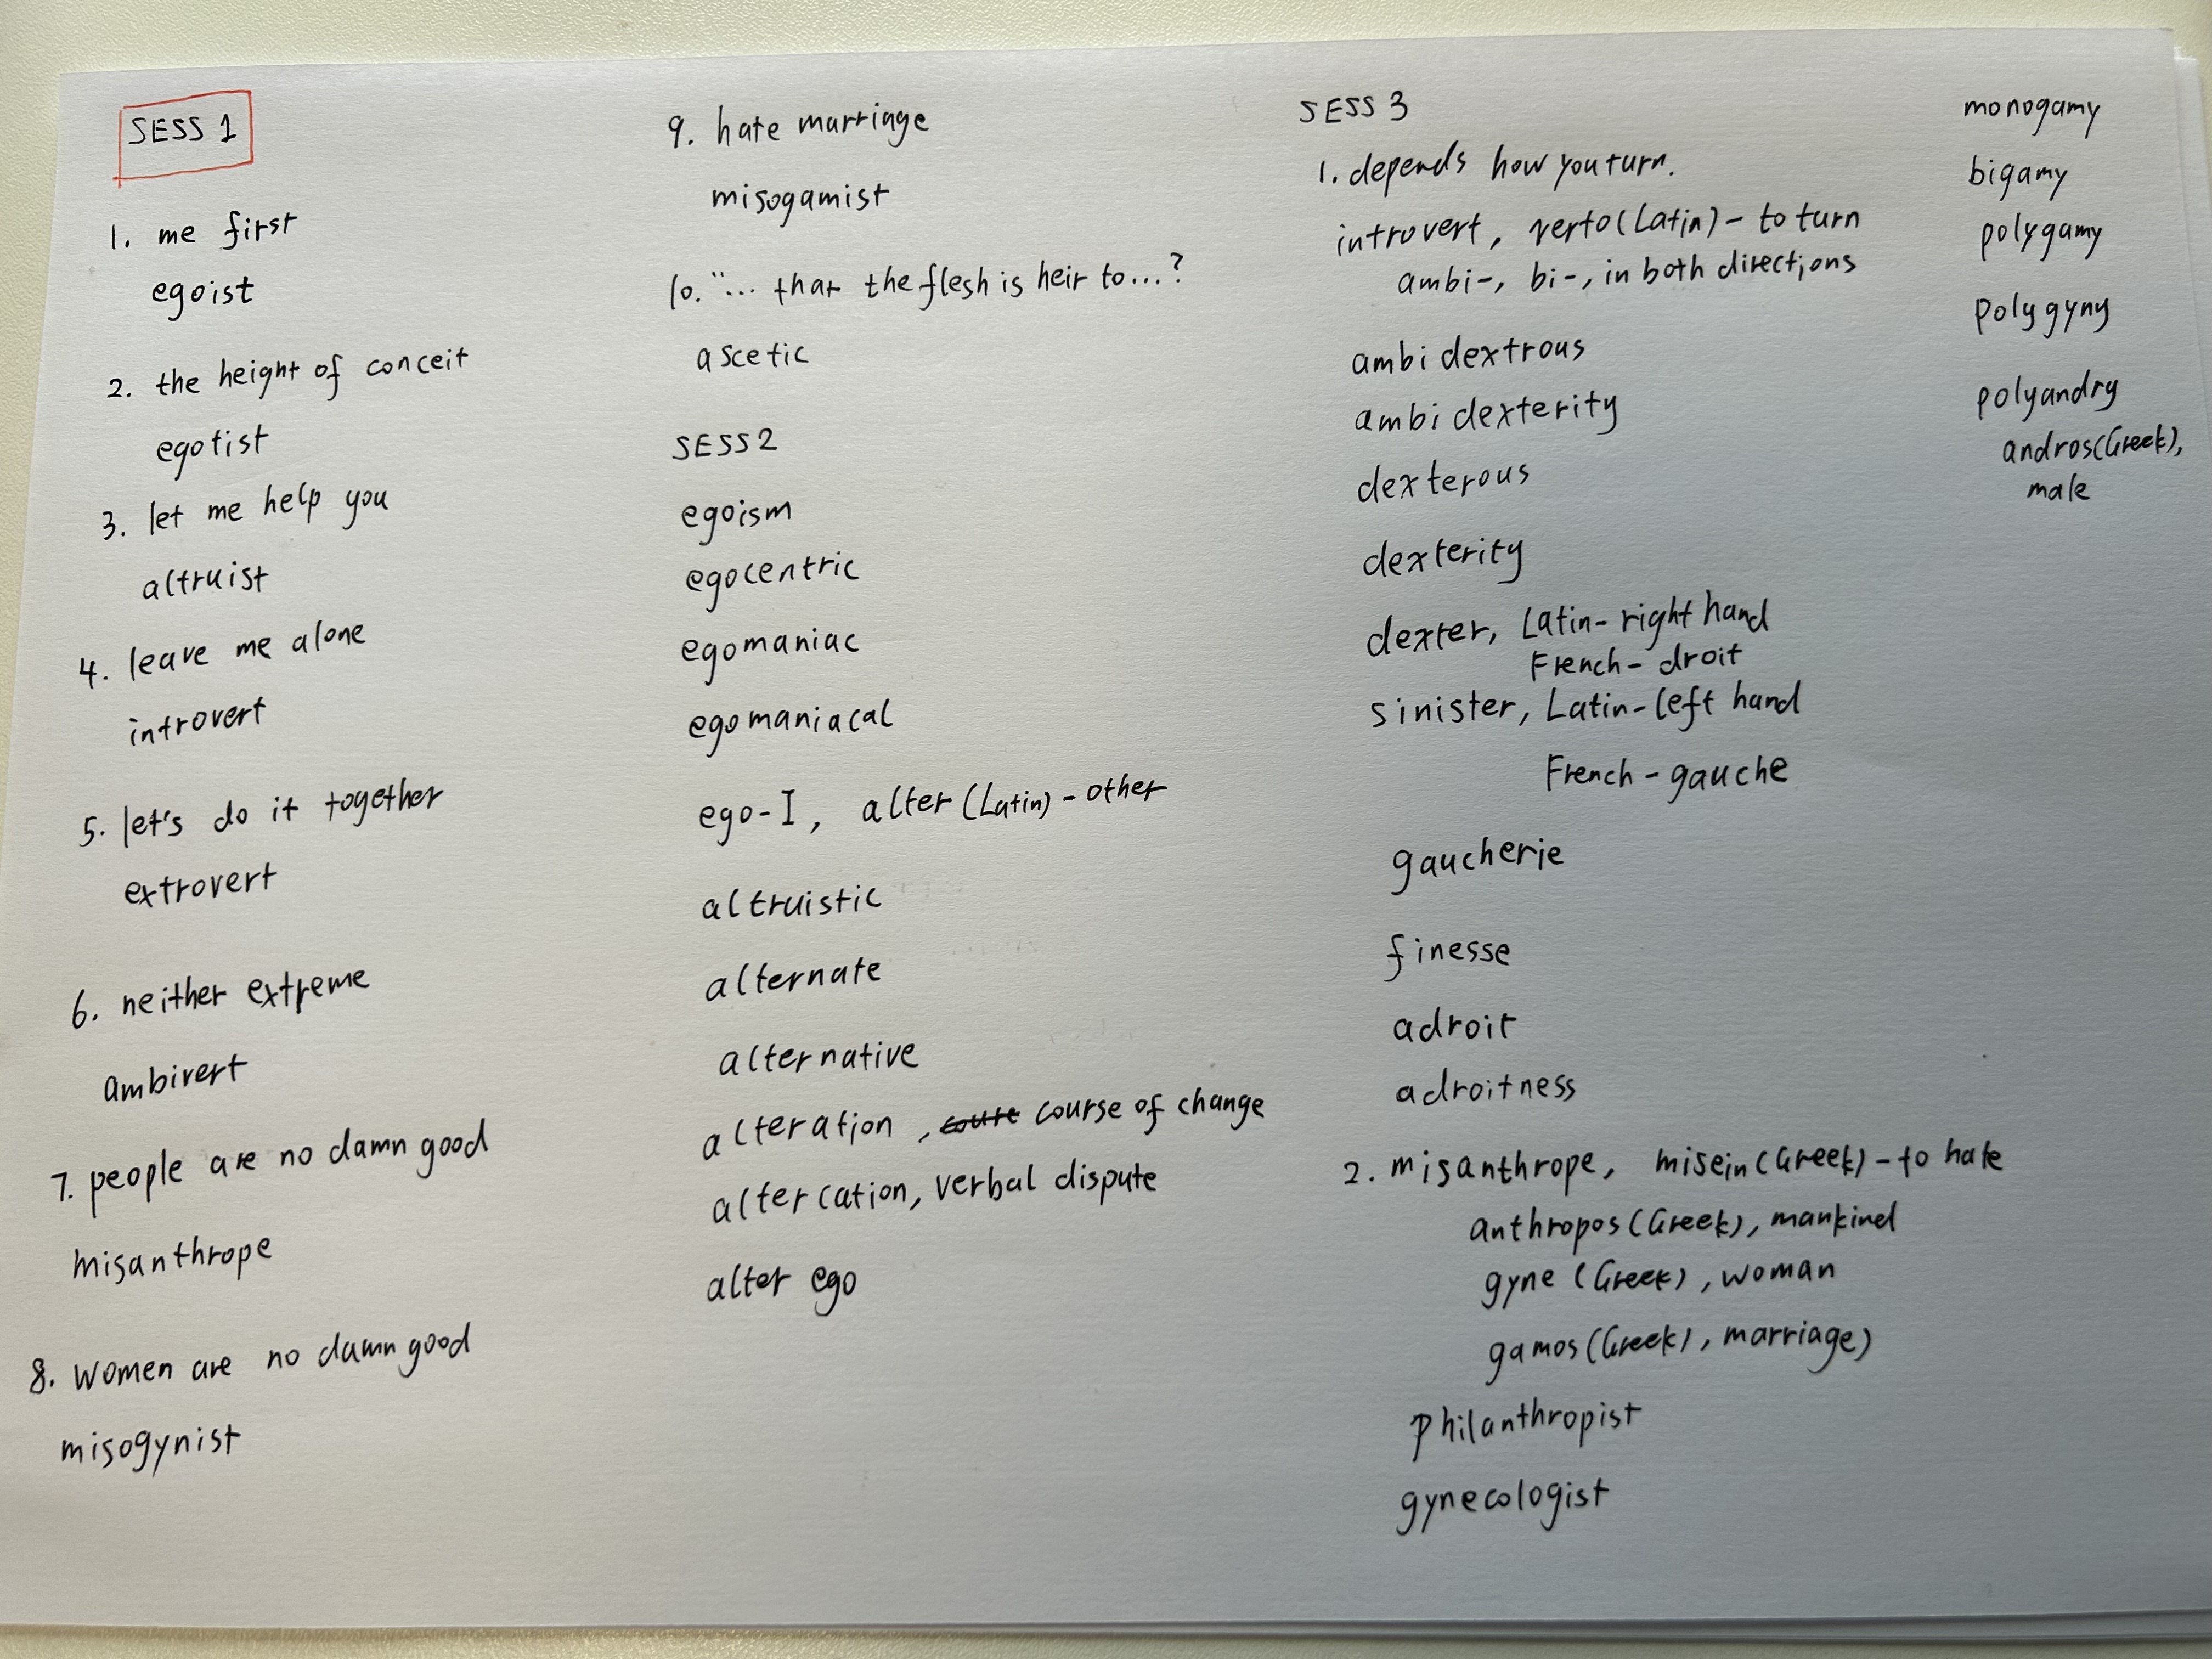 SESS 1
1. me first
egoist
2. the height of conceit
egotist
3. let me help you
altruist
4. leave me alone
introvert
5. let's do it together
extrovert
6. neither extreme
ambivert
7. people are no damn good
misanthrope
8. women are no damn good
misogynist
9. hate marriage
misogamist
10. "... that the flesh is heir to...?
ascetic
SESS2
egoism
egocentric
egomaniac
egomaniacal
ego-I, alter (Latin) - other
altruistic
alternate
alternative
alteration, course of change
altercation, verbal dispute
alter ego
SESS 3
1. depends how you turn.
introvert, verto (Latin) - to turn
ambi-, bi-, in both directions
ambidextrous
ambidexterity
dexterous
dexterity
dexter, Latin - right hand
French - droit
sinister, Latin - left hand
French - gauche
gaucherie
finesse
adroit
adroitness
2. misanthrope, misein (Greek) - to hate
anthropos (Greek), mankind
gyne (Greek), woman
gamos (Greek), marriage)
philanthropist
gynecologist
monogamy
bigamy
polygamy
polygyny
polyandry
andros (Greek),
male